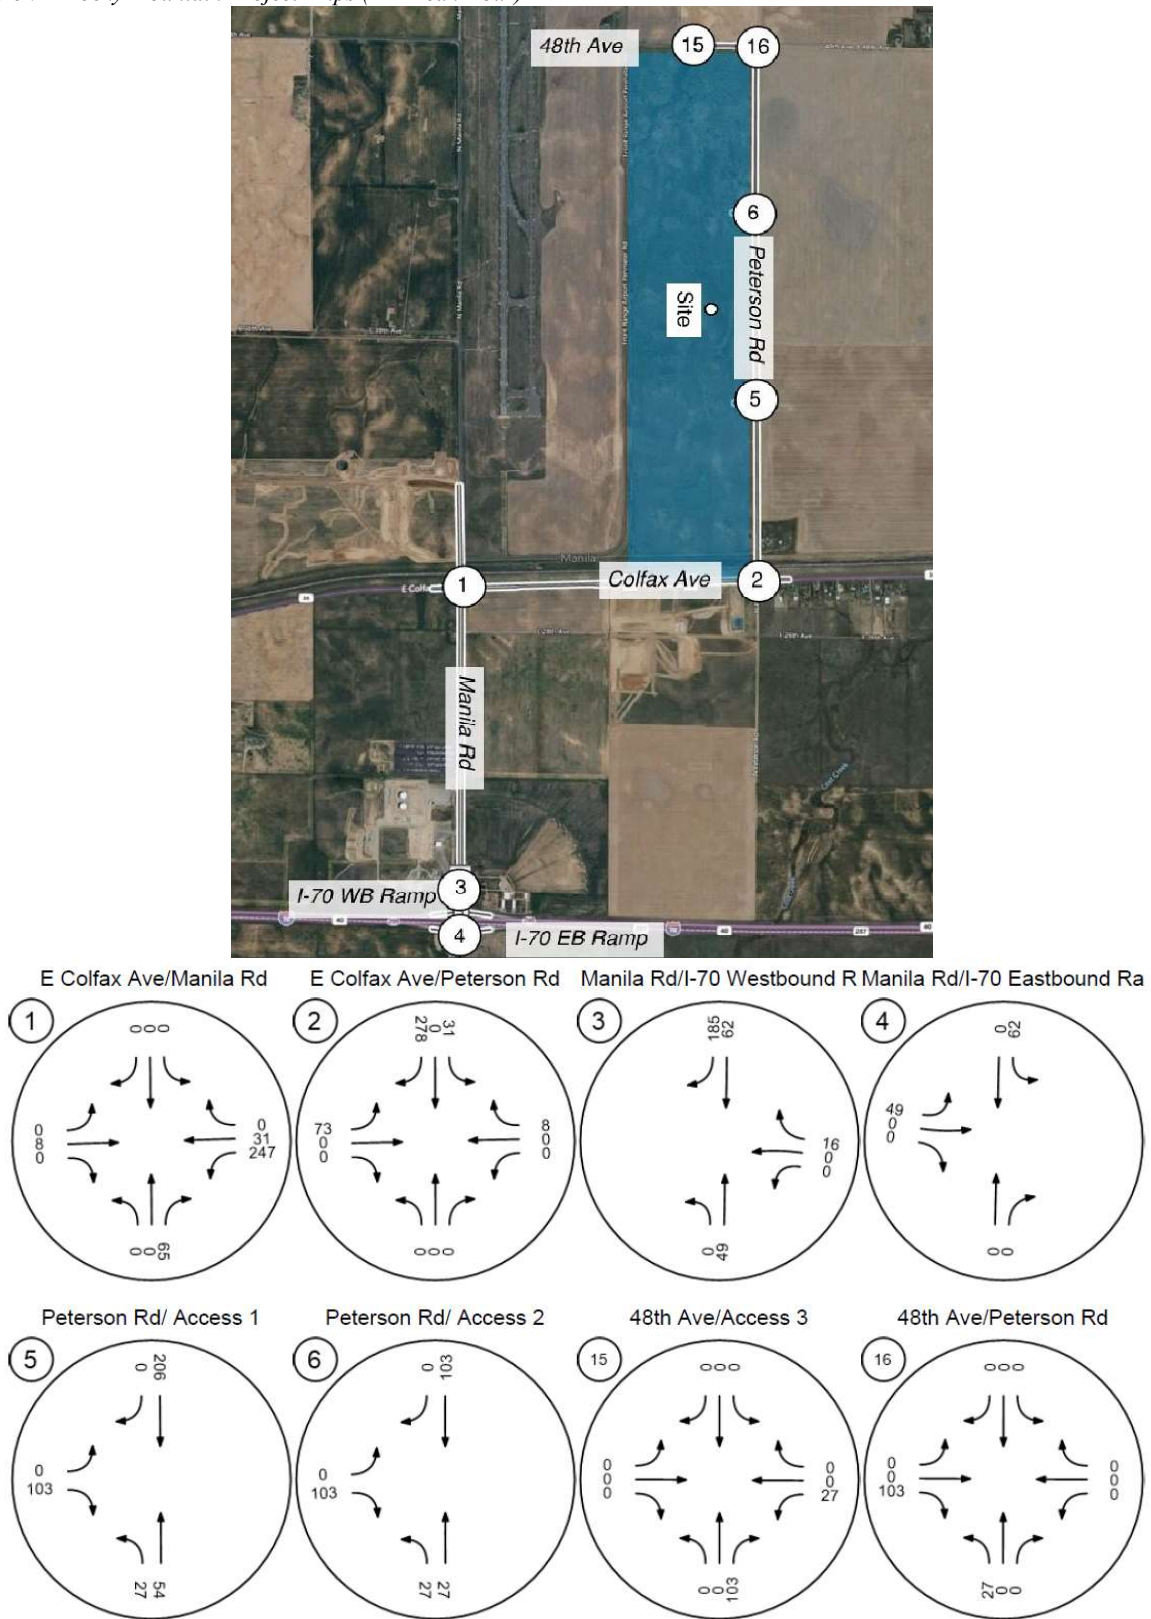 48th Ave
15
16
6
Peterson Rd
Site
5
Manila
1
Colfax Ave
2
Manila Rd
I-70 WB Ramp
3
4
I-70 EB Ramp
E Colfax Ave/Manila Rd
E Colfax Ave/Peterson Rd
Manila Rd/I-70 Westbound R
Manila Rd/I-70 Eastbound Ra
1
0 0 0
0
8
0
0
31
247
0 0 65
2
278 0 31
73
0
0
8
0
0
0 0 0
3
185 62
16
0
0
0 49
4
0 62
49
0
0
0 0
Peterson Rd/ Access 1
Peterson Rd/ Access 2
48th Ave/Access 3
48th Ave/Peterson Rd
5
0 206
0
103
27 54
6
0 103
0
103
27 27
15
0 0 0
0
0
0
0
0
27
0 0 103
16
0 0 0
0
0
103
0
0
0
27 0 0